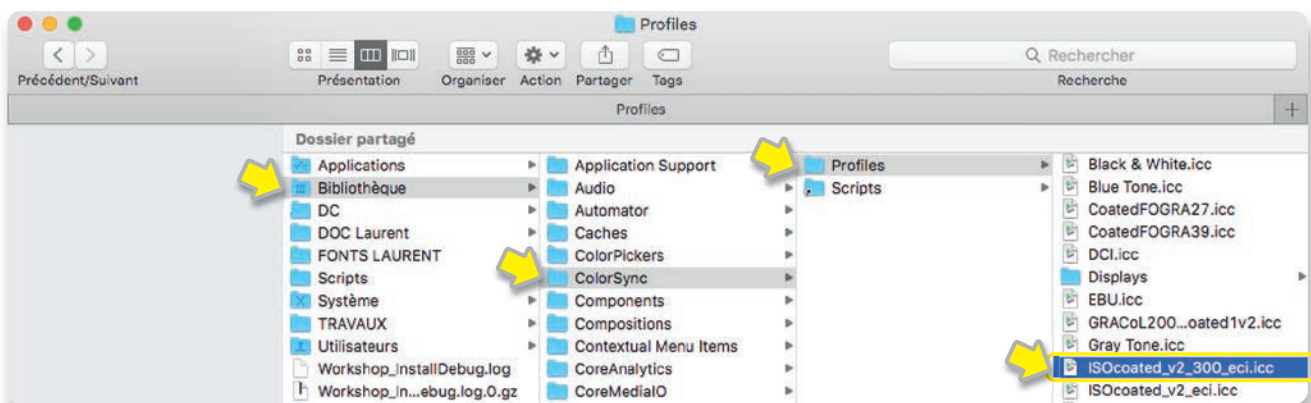 Profiles
Précédent/Suivant
Présentation
Organiser
Action
Partager
Tags
Rechercher
Recherche
Profiles
+
Dossier partagé
Applications
Bibliothèque
DC
DOC Laurent
FONTS LAURENT
Scripts
Système
TRAVAUX
Utilisateurs
Workshop_InstallDebug.log
Workshop_In...ebug.log.0.gz
Application Support
Audio
Automator
Caches
ColorPickers
ColorSync
Components
Compositions
Contextual Menu Items
CoreAnalytics
CoreMediaIO
Profiles
Scripts
Black & White.icc
Blue Tone.icc
CoatedFOGRA27.icc
CoatedFOGRA39.icc
DCI.icc
Displays
EBU.icc
GRACoL200...oated1v2.icc
Gray Tone.icc
ISOcoated_v2_300_eci.icc
ISOcoated_v2_eci.icc